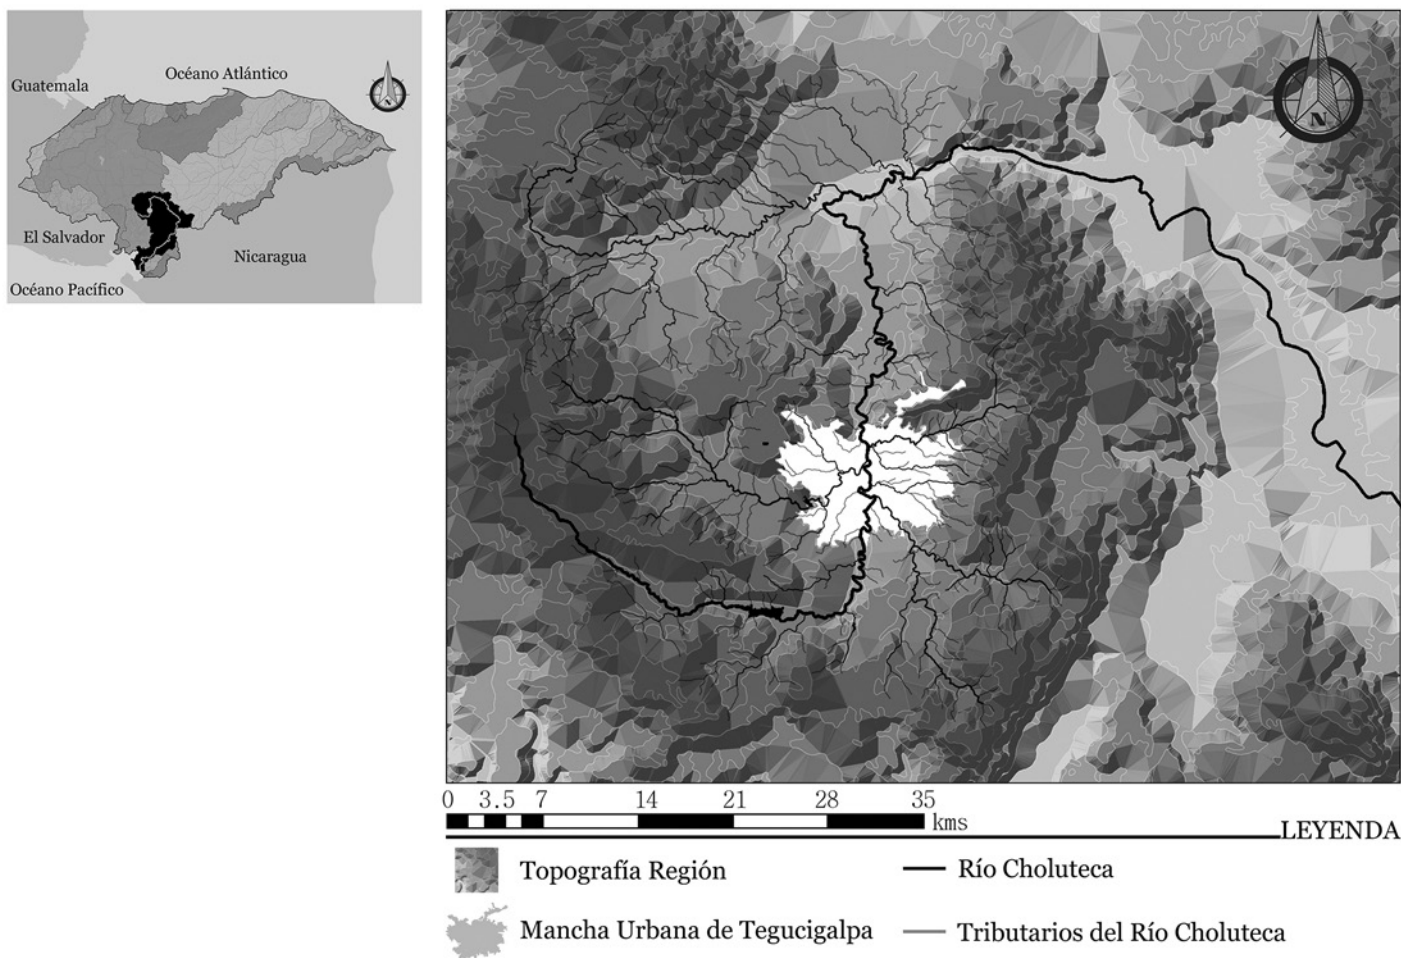 Océano Atlántico
Guatemala
El Salvador
Nicaragua
Océano Pacífico
N
0 3.5 7 14 21 28 35
kms
LEYENDA
Topografía Región
Río Choluteca
Mancha Urbana de Tegucigalpa
Tributarios del Río Choluteca